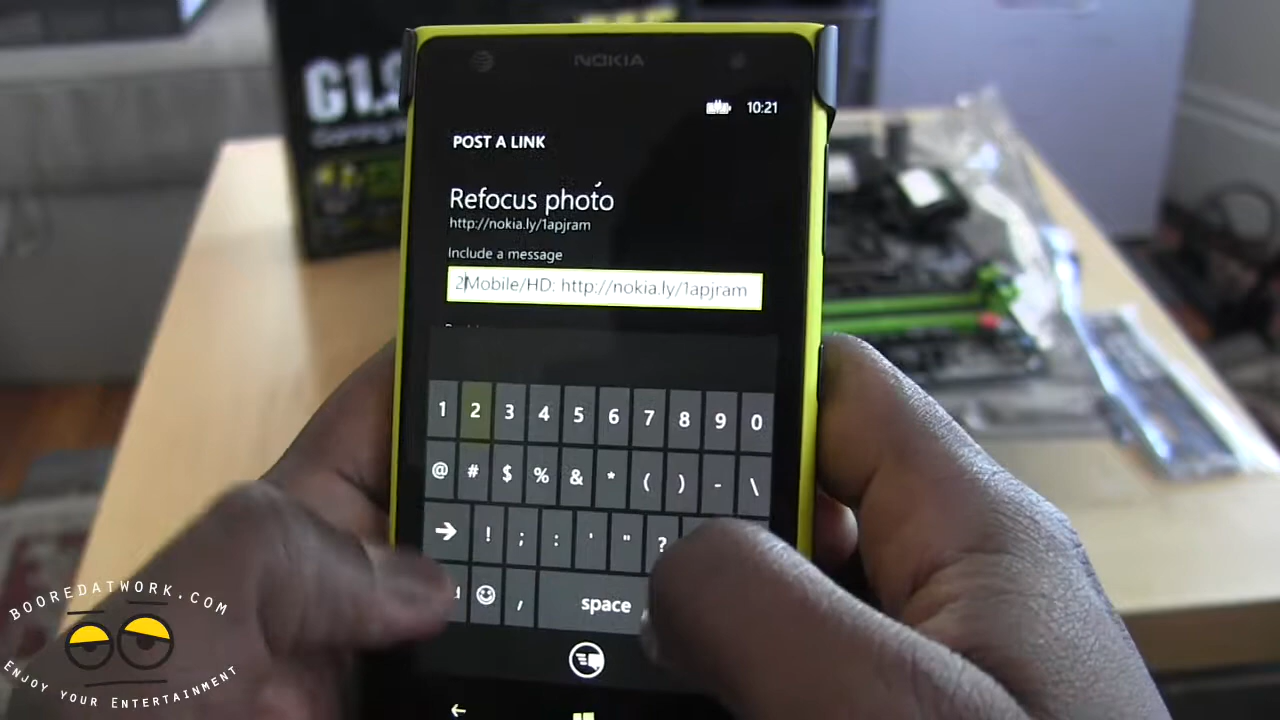 G1.S
NOKIA
10:21
POST A LINK
Refocus photo
http://nokia.ly/1apjram
Include a message
2Mobile/HD: http://nokia.ly/1apjram
1 2 3 4 5 6 7 8 9 0
@ # $ % & * ( ) - \
→ ! ; : ' " ?
, space
BOOREDATWORK.COM
ENJOY YOUR ENTERTAINMENT